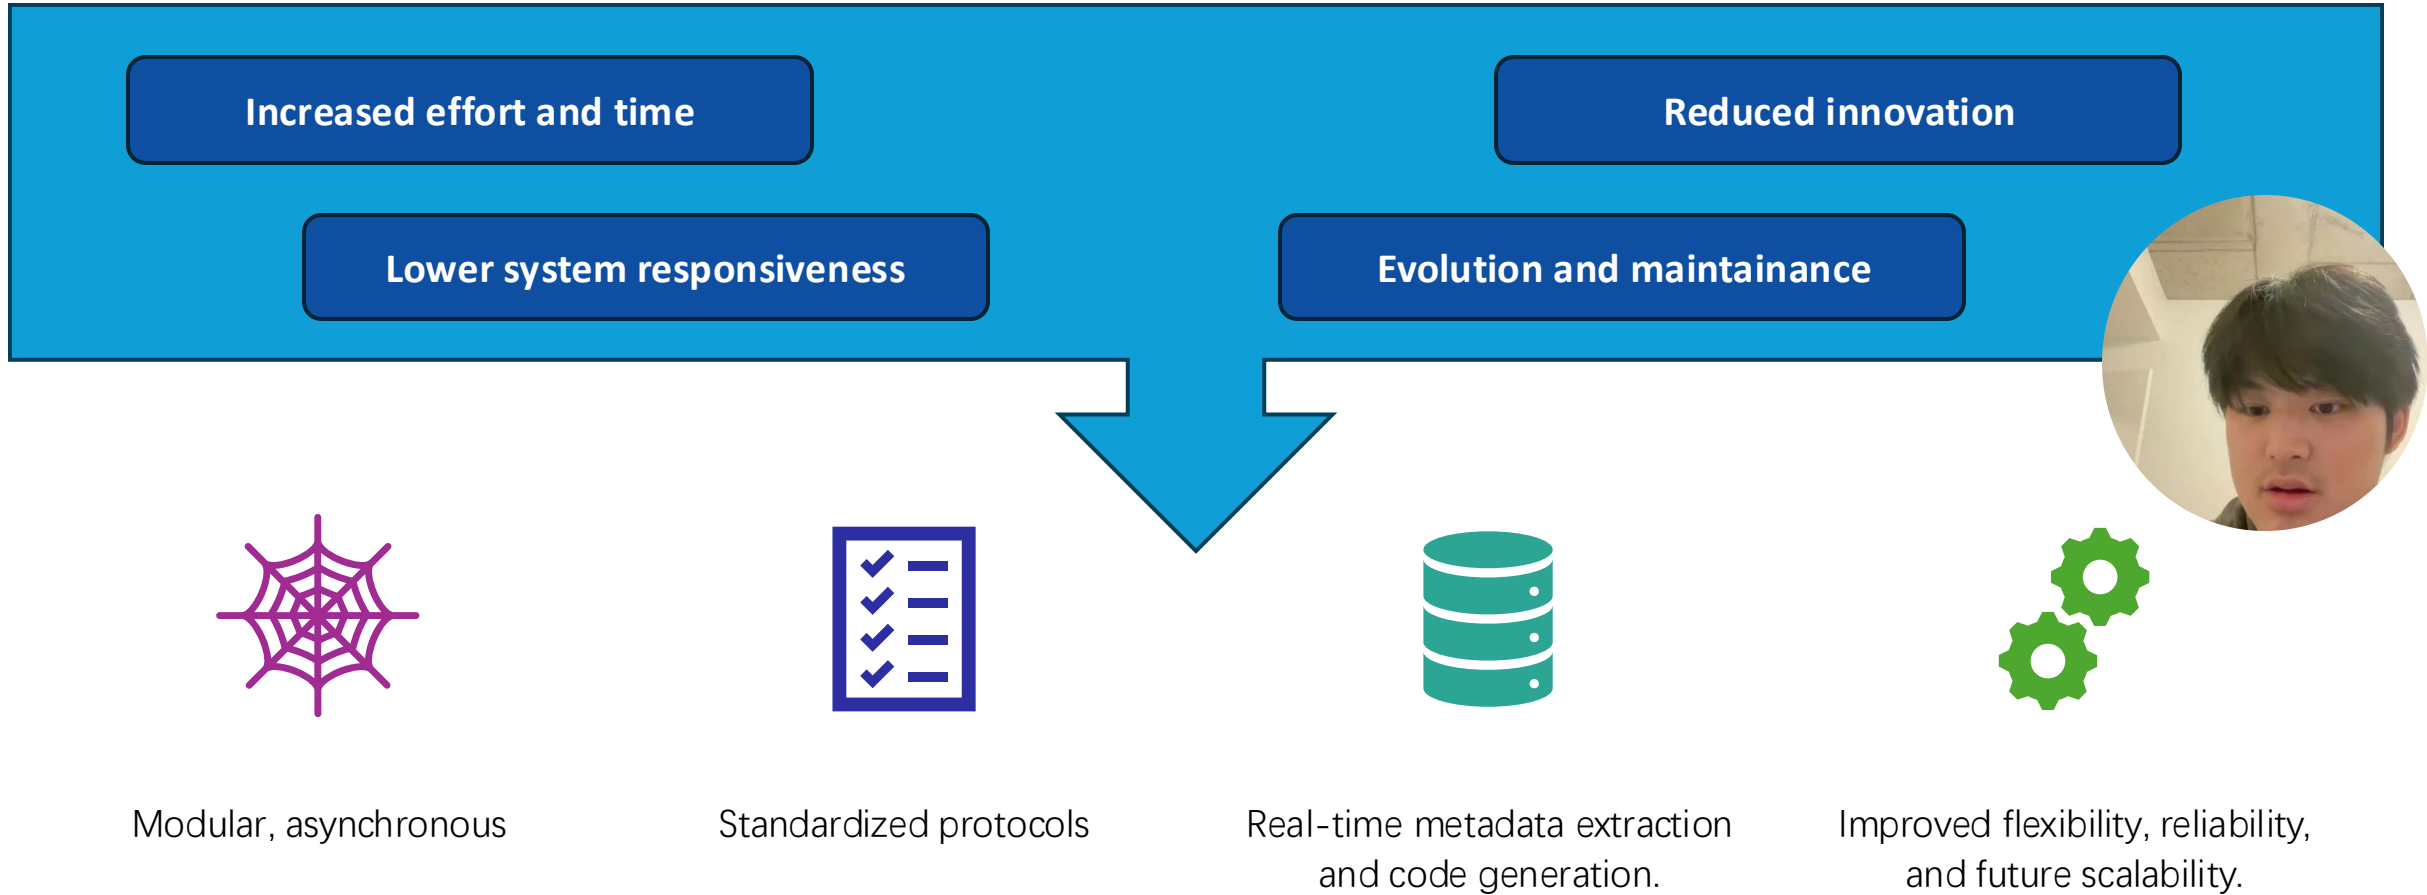 Increased effort and time
Reduced innovation
Lower system responsiveness
Evolution and maintainance
Modular, asynchronous
Standardized protocols
Real-time metadata extraction
and code generation.
Improved flexibility, reliability,
and future scalability.